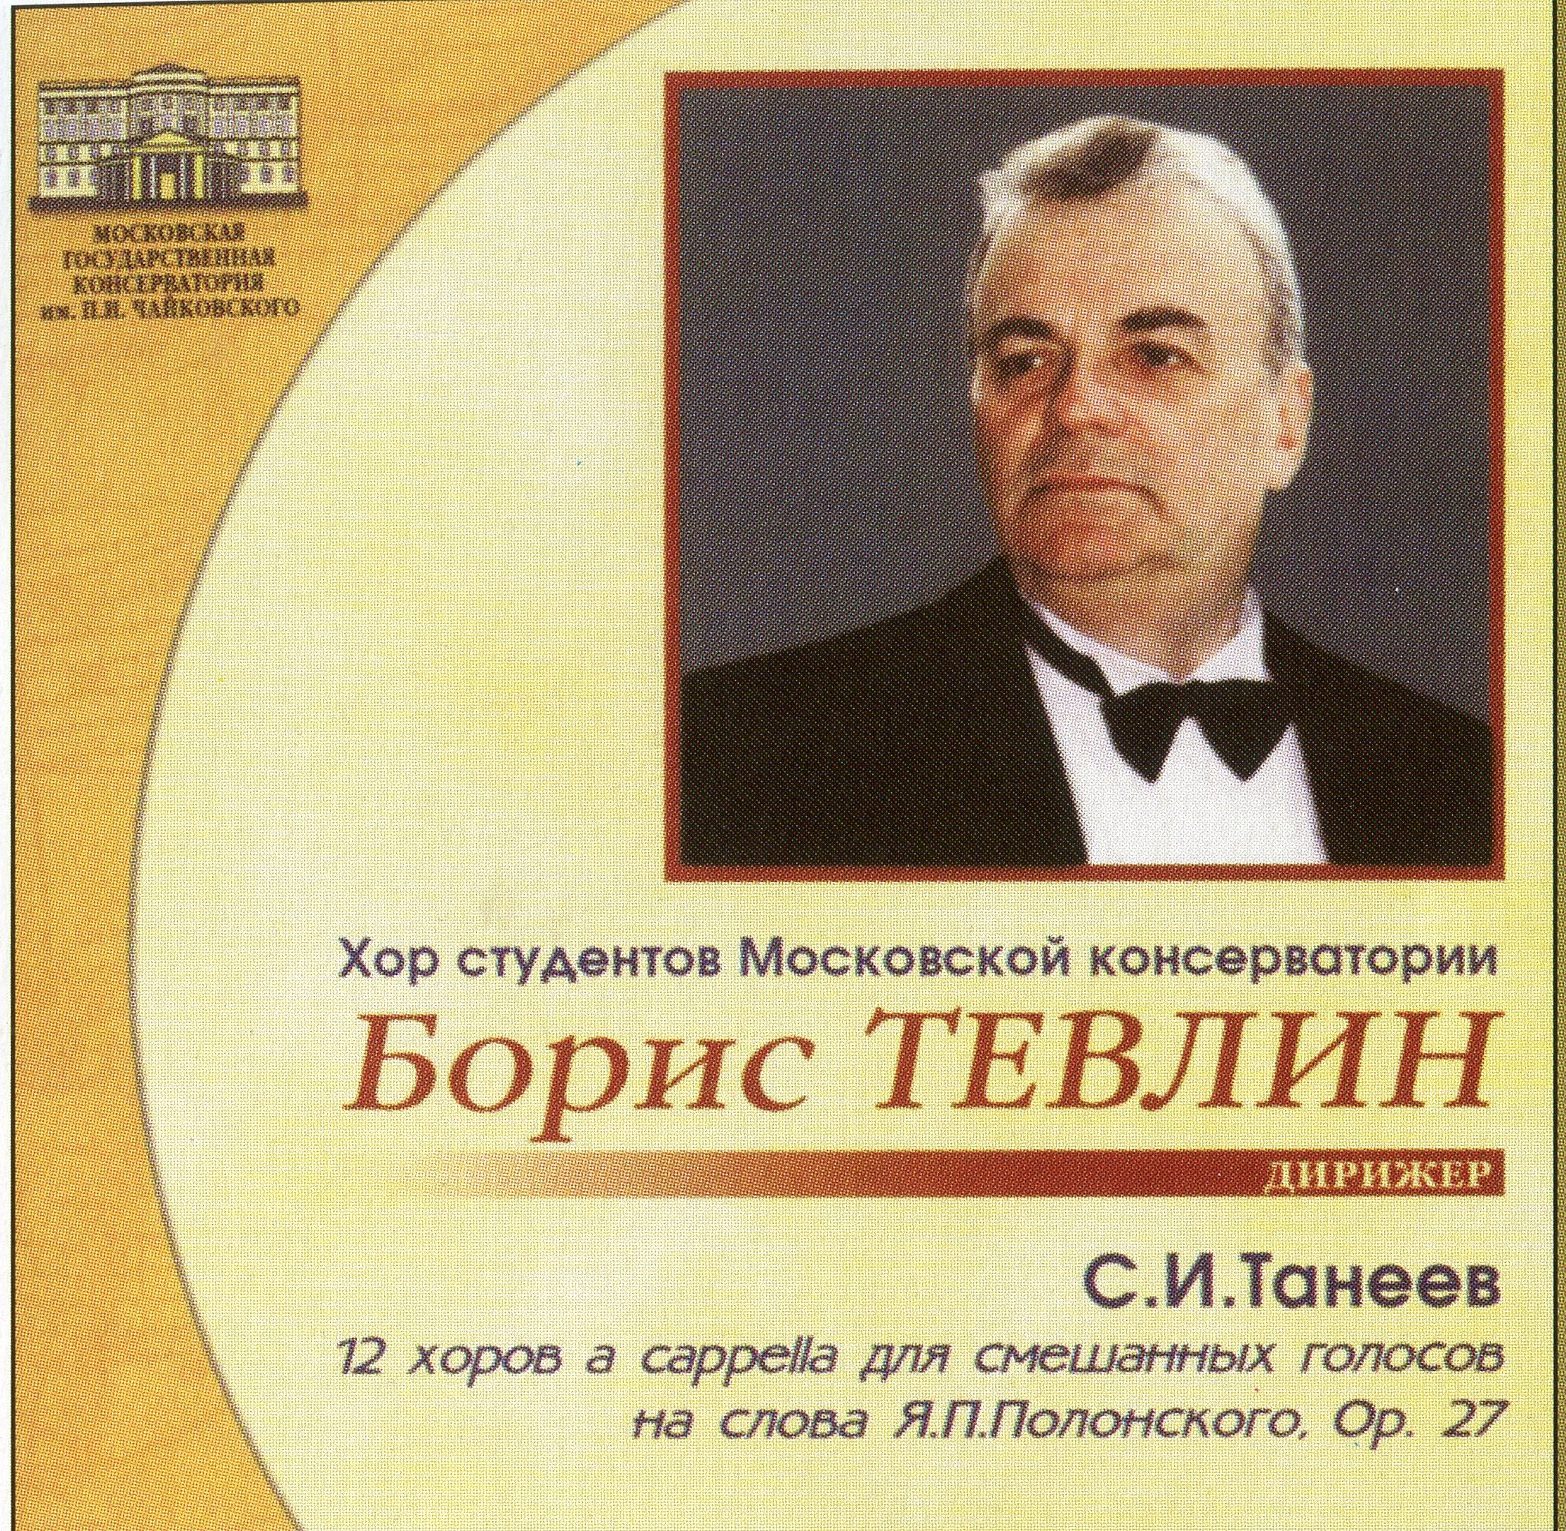 МОСКОВСКАЯ
ГОСУДАРСТВЕННАЯ
КОНСЕРВАТОРИЯ
им. П.И. ЧАЙКОВСКОГО
Хор студентов Московской консерватории
Борис ТЕВЛИН
ДИРИЖЕР
С.И.Танеев
12 хоров a cappella для смешанных голосов
на слова Я.П.Полонского, Op. 27